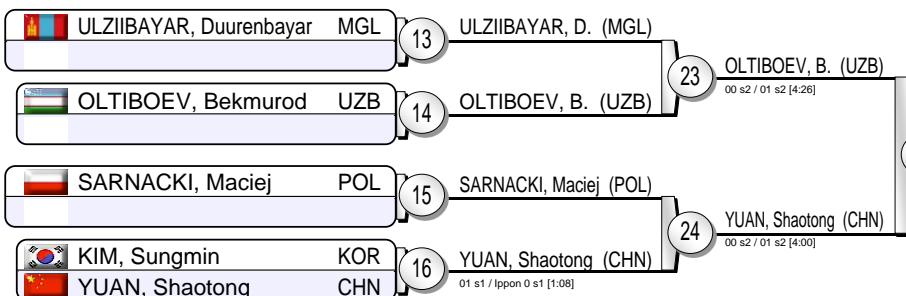 ULZIIBAYAR, Duurenbayar MGL
13
ULZIIBAYAR, D. (MGL)
23
OLTIBOEV, B. (UZB)
00 s2 / 01 s2 [4:26]
OLTIBOEV, Bekmurod UZB
14
OLTIBOEV, B. (UZB)
SARNACKI, Maciej POL
15
SARNACKI, Maciej (POL)
24
YUAN, Shaotong (CHN)
00 s2 / 01 s2 [4:00]
KIM, Sungmin KOR
16
YUAN, Shaotong (CHN)
01 s1 / Ippon 0 s1 [1:08]
YUAN, Shaotong CHN